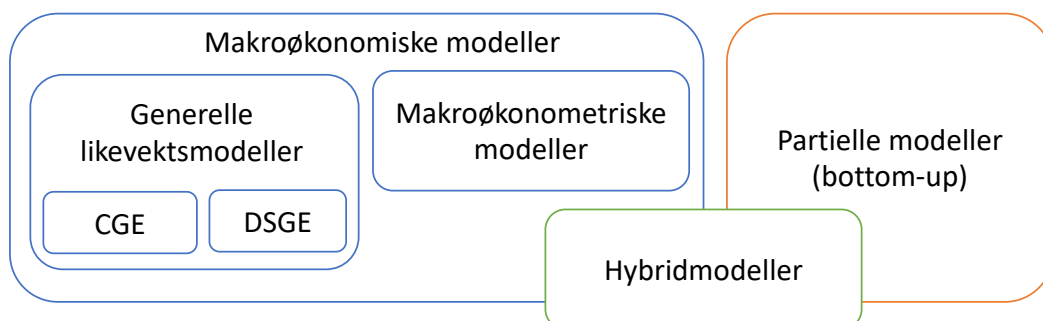 Makroøkonomiske modeller
Generelle
likevektsmodeller
CGE
DSGE
Makroøkonometriske
modeller
Partielle modeller
(bottom-up)
Hybridmodeller